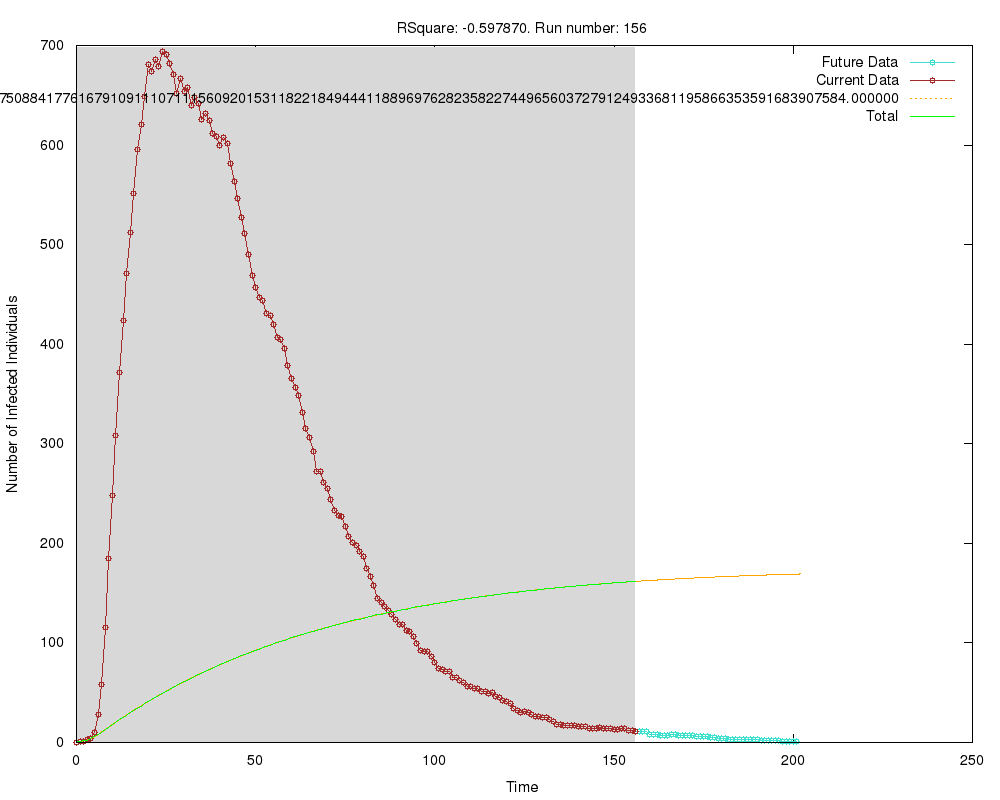 RSquare: -0.597870. Run number: 156
Future Data
Current Data
Total
Number of Infected Individuals
700
600
500
400
300
200
100
0
0 50 100 150 200 250
Time